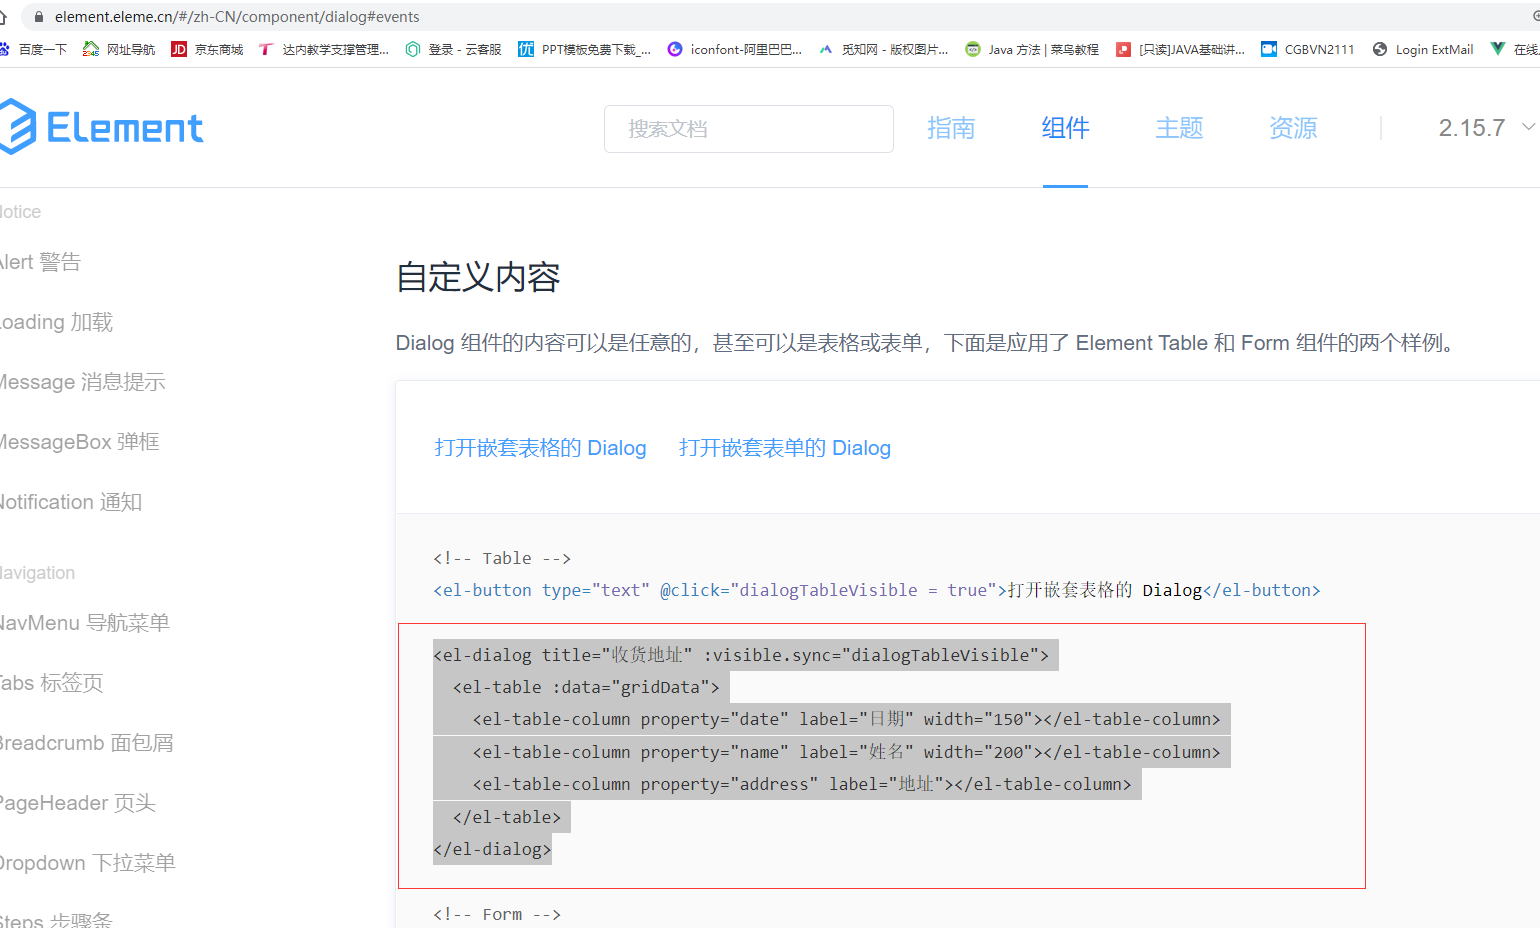 element.eleme.cn/#/zh-CN/component/dialog#events
百度一下 网址导航 京东商城 达内教学支撑管理... 登录 - 云客服 PPT模板免费下载_... iconfont-阿里巴巴... 觅知网 - 版权图片... Java 方法 | 菜鸟教程 [只读]JAVA基础讲... CGBVN2111 Login ExtMail 在线
Element
搜索文档
指南 组件 主题 资源 2.15.7
Notice
Alert 警告
Loading 加载
Message 消息提示
MessageBox 弹框
Notification 通知
Navigation
NavMenu 导航菜单
Tabs 标签页
Breadcrumb 面包屑
PageHeader 页头
Dropdown 下拉菜单
Steps 步骤条
自定义内容
Dialog 组件的内容可以是任意的，甚至可以是表格或表单，下面是应用了 Element Table 和 Form 组件的两个样例。
打开嵌套表格的 Dialog 打开嵌套表单的 Dialog
<!-- Table -->
<el-button type="text" @click="dialogTableVisible = true">打开嵌套表格的 Dialog</el-button>
<el-dialog title="收货地址" :visible.sync="dialogTableVisible">
<el-table :data="gridData">
<el-table-column property="date" label="日期" width="150"></el-table-column>
<el-table-column property="name" label="姓名" width="200"></el-table-column>
<el-table-column property="address" label="地址"></el-table-column>
</el-table>
</el-dialog>
<!-- Form -->